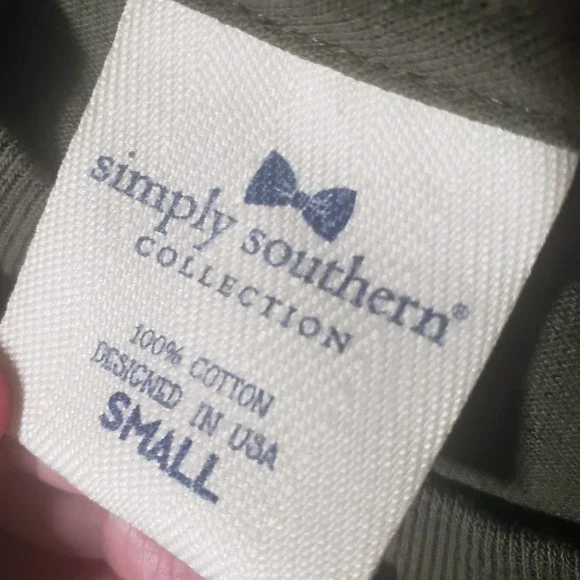 simply southern®
COLLECTION
100% COTTON
DESIGNED IN USA
SMALL